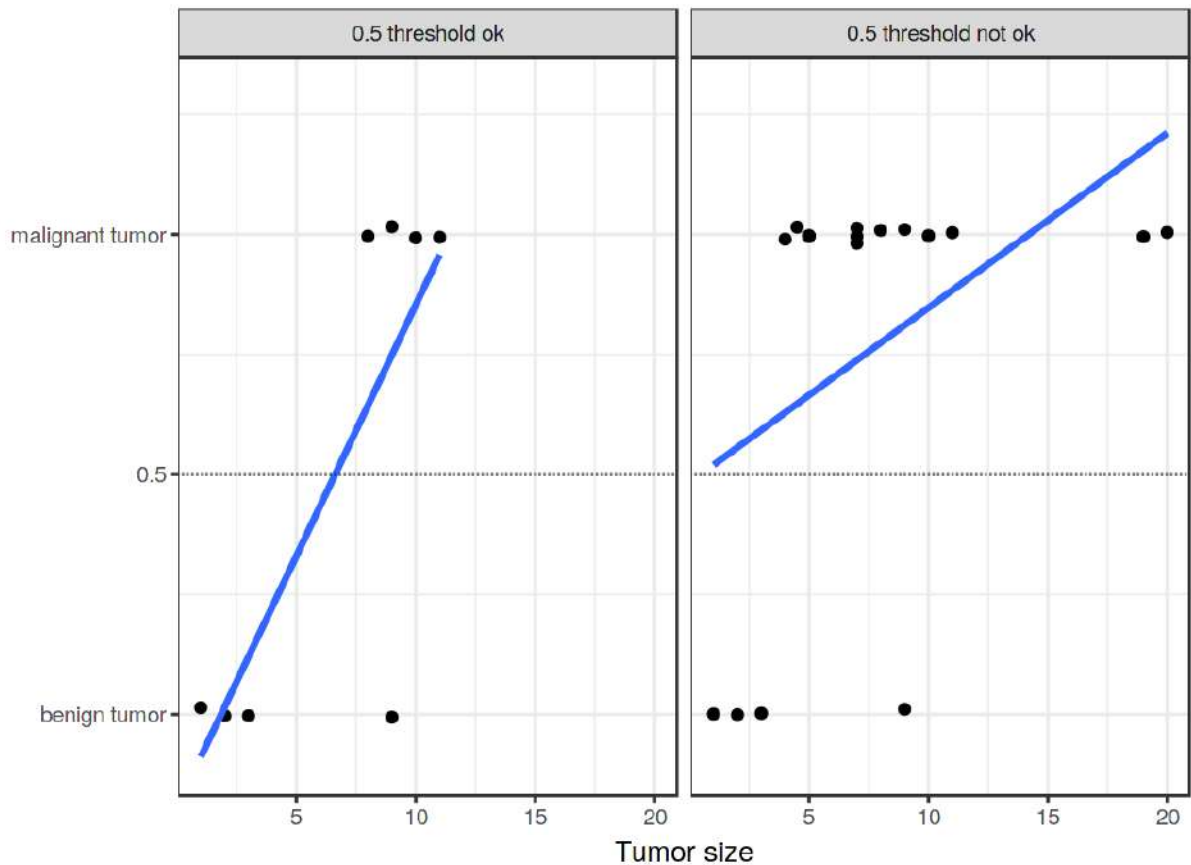 0.5 threshold ok
0.5 threshold not ok
malignant tumor
0.5
benign tumor
5 10 15 20
5 10 15 20
Tumor size